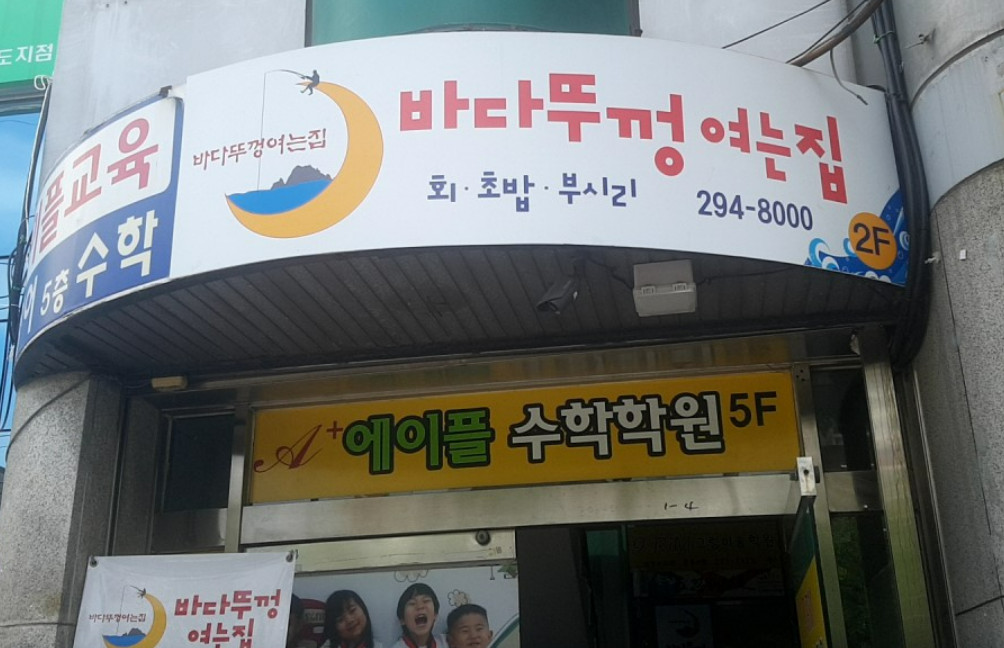 도지점
플교육
5층 수학
바다뚜껑여는집
바다뚜껑 여는집
회·초밥·부시리
294-8000
2F
A+ 에이플 수학학원 5F
1-4
바다뚜껑여는집
바다뚜껑
여는집